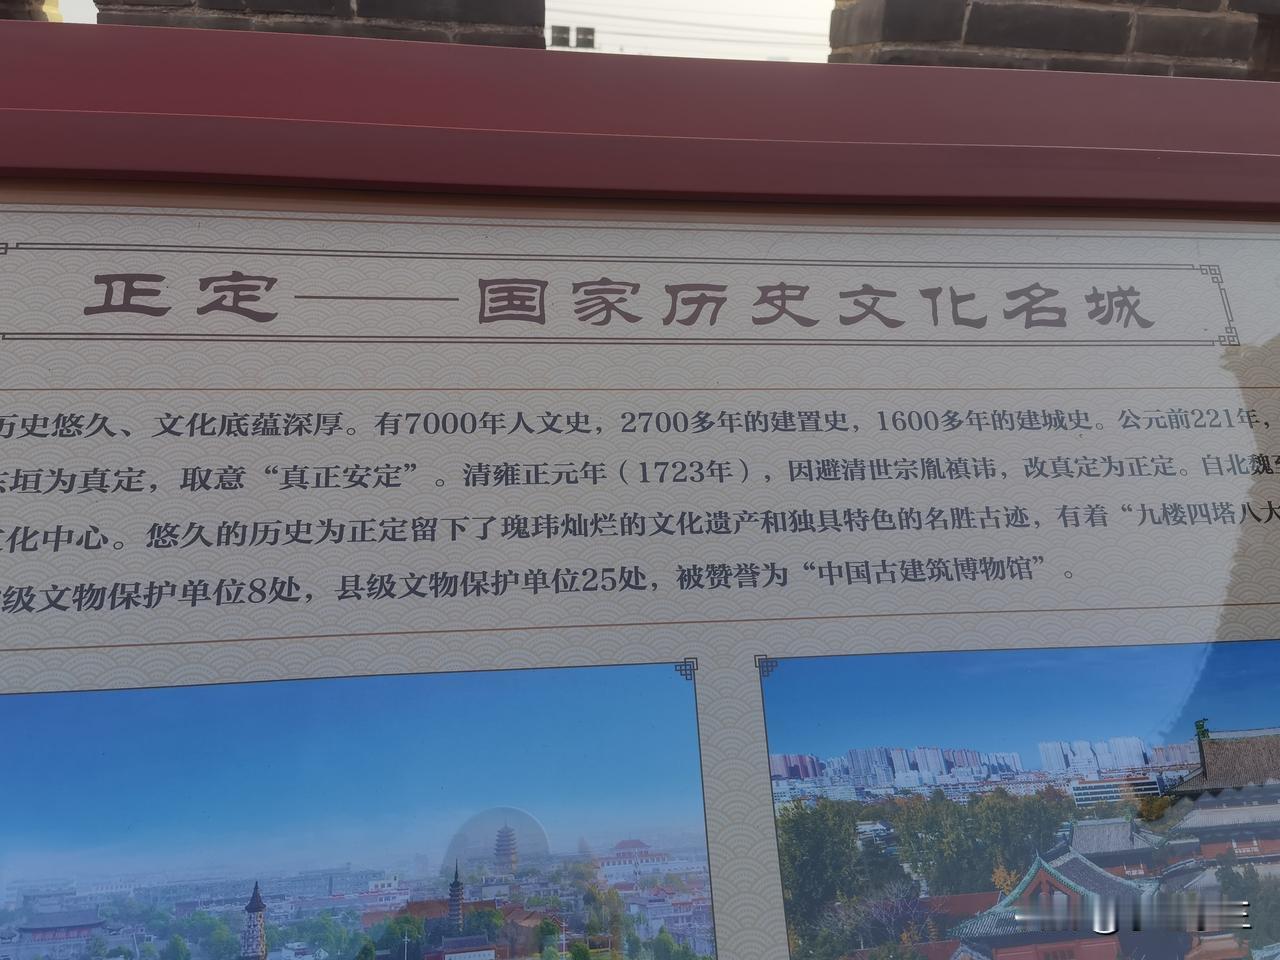 正定——国家历史文化名城
历史悠久、文化底蕴深厚。有7000年人文史，2700多年的建置史，1600多年的建城史。公元前221年，
东垣为真定，取意“真正安定”。清雍正元年（1723年），因避清世宗胤禛讳，改真定为正定。自北魏至
文化中心。悠久的历史为正定留下了瑰玮灿烂的文化遗产和独具特色的名胜古迹，有着“九楼四塔八大
级文物保护单位8处，县级文物保护单位25处，被赞誉为“中国古建筑博物馆”。